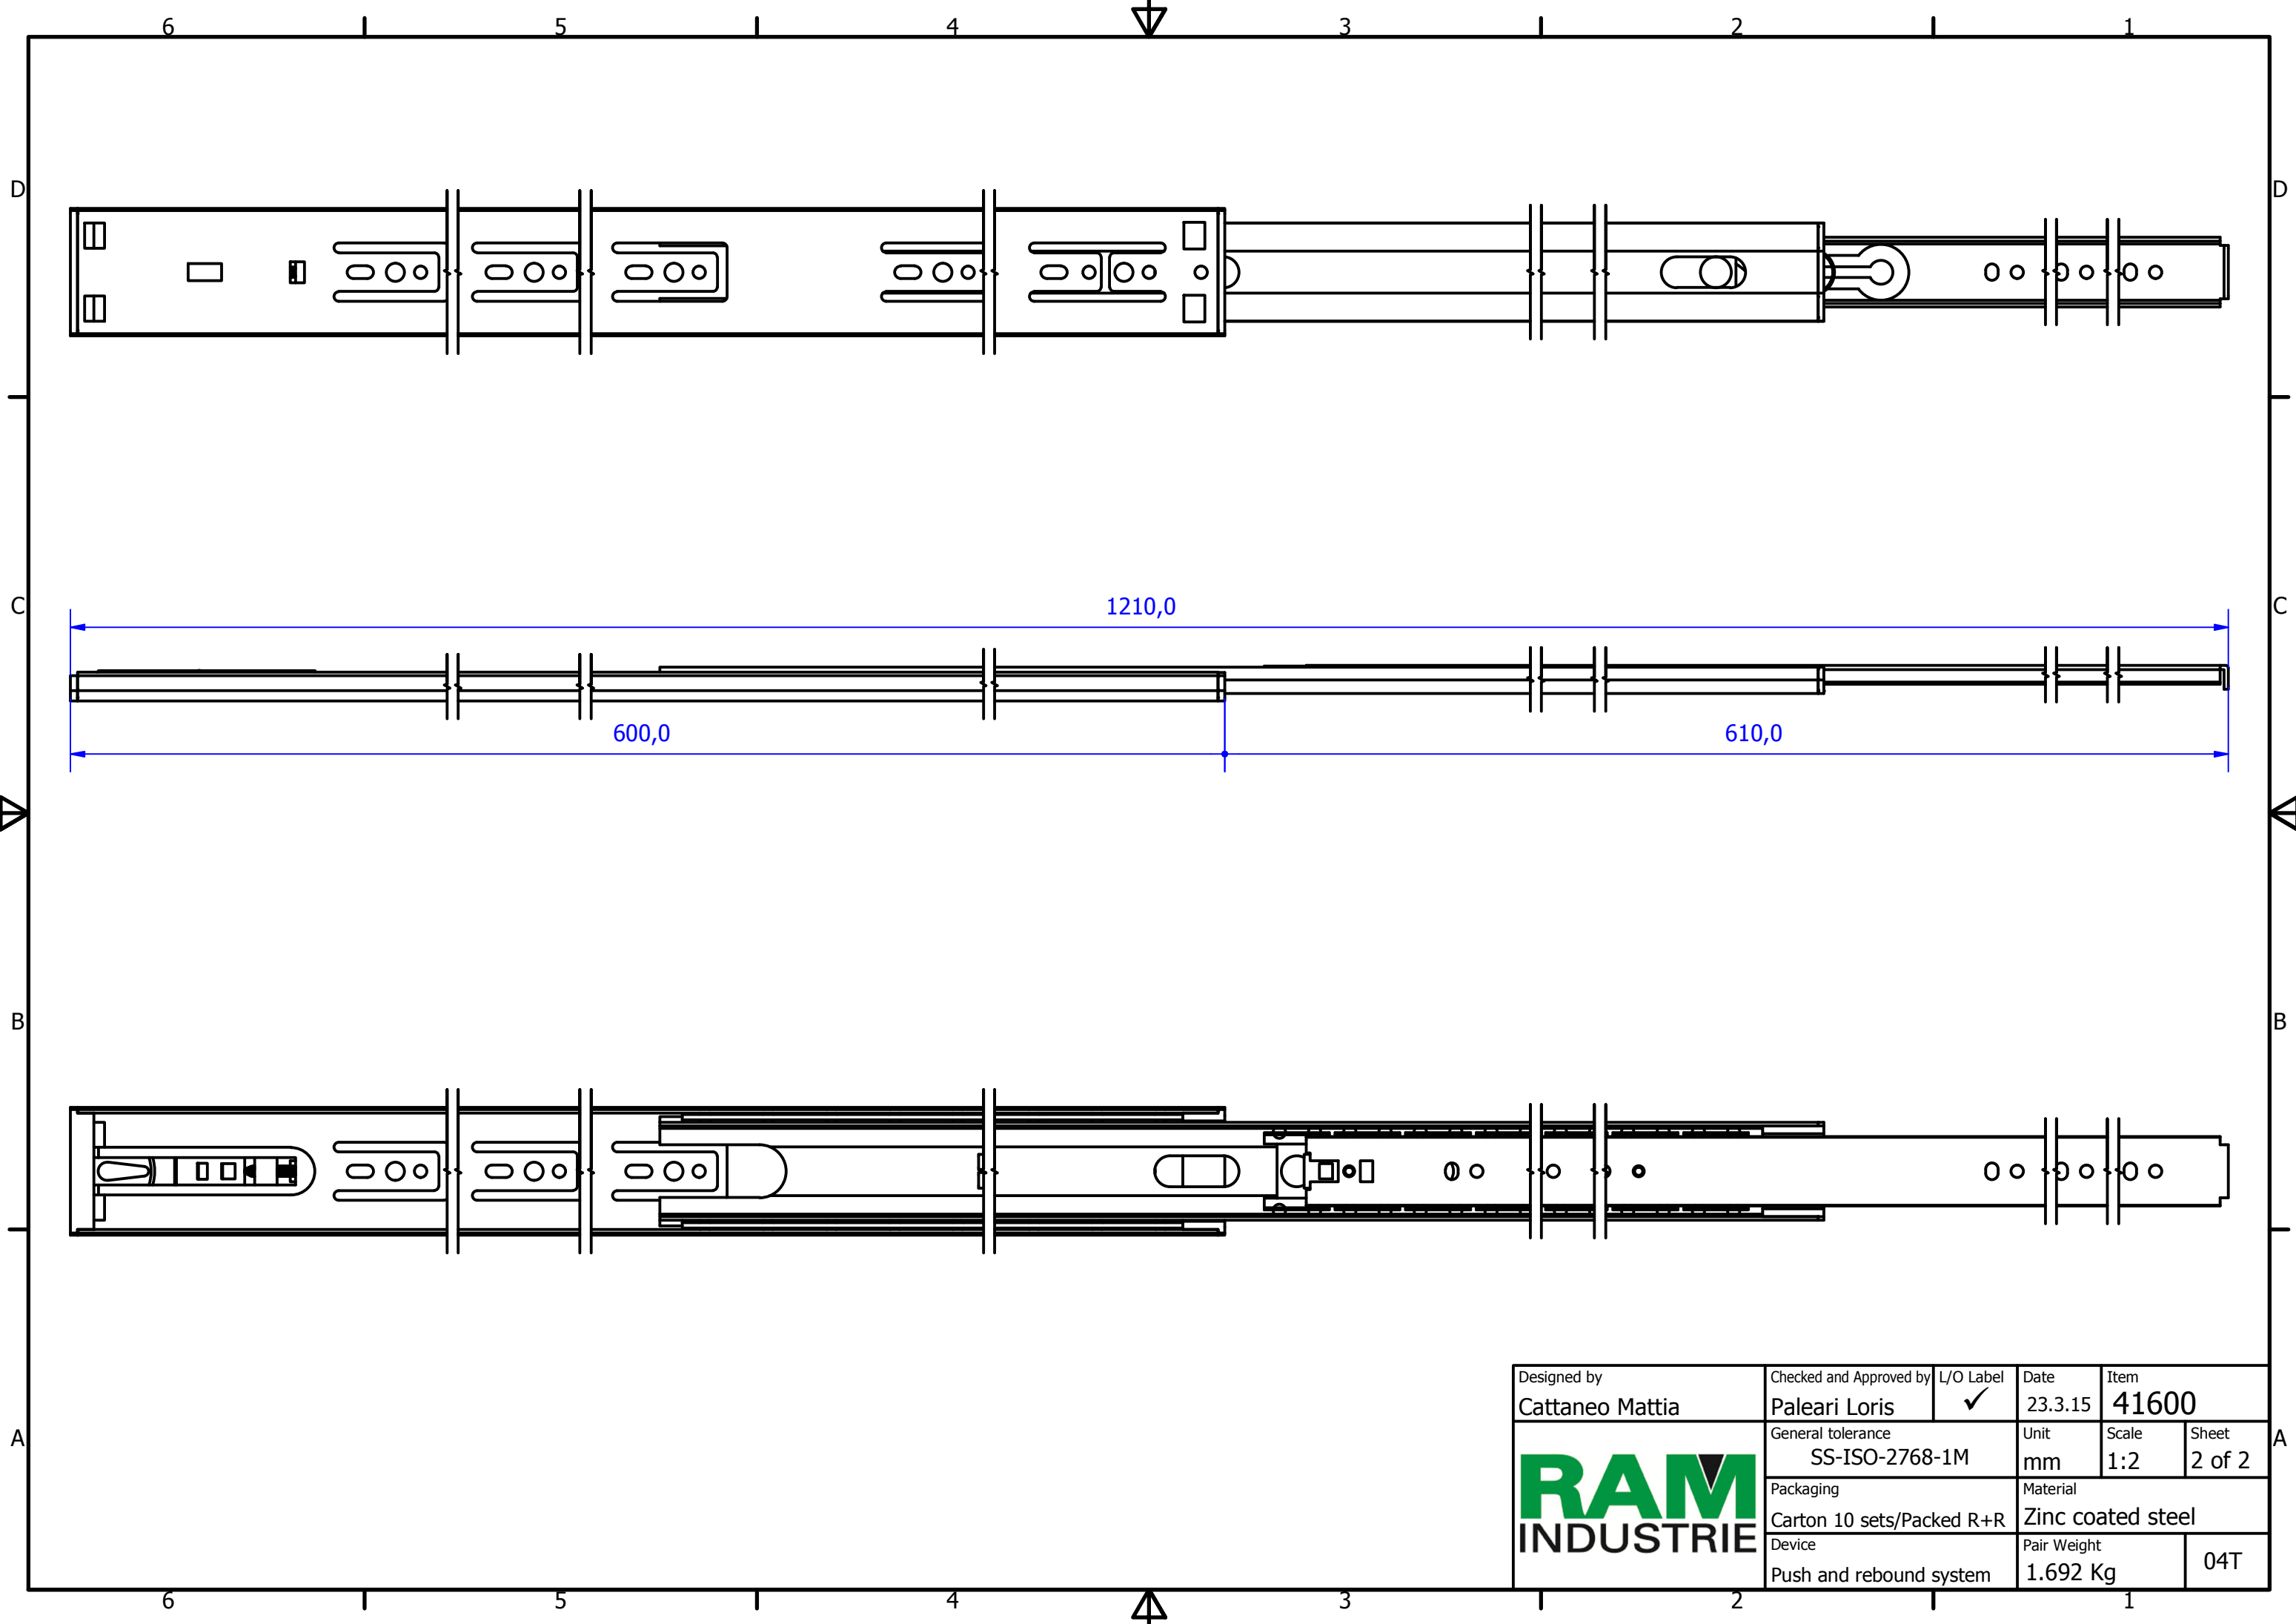 6 5 4 3 2 1
D D
C C
1210,0
600,0 610,0
B B
A A
Designed by
Cattaneo Mattia
Checked and Approved by
Paleari Loris
L/O Label
✓
Date
23.3.15
Item
41600
RAM
INDUSTRIE
General tolerance
SS-ISO-2768-1M
Unit
mm
Scale
1:2
Sheet
2 of 2
Packaging
Carton 10 sets/Packed R+R
Material
Zinc coated steel
Device
Push and rebound system
Pair Weight
1.692 Kg
04T
6 5 4 3 2 1